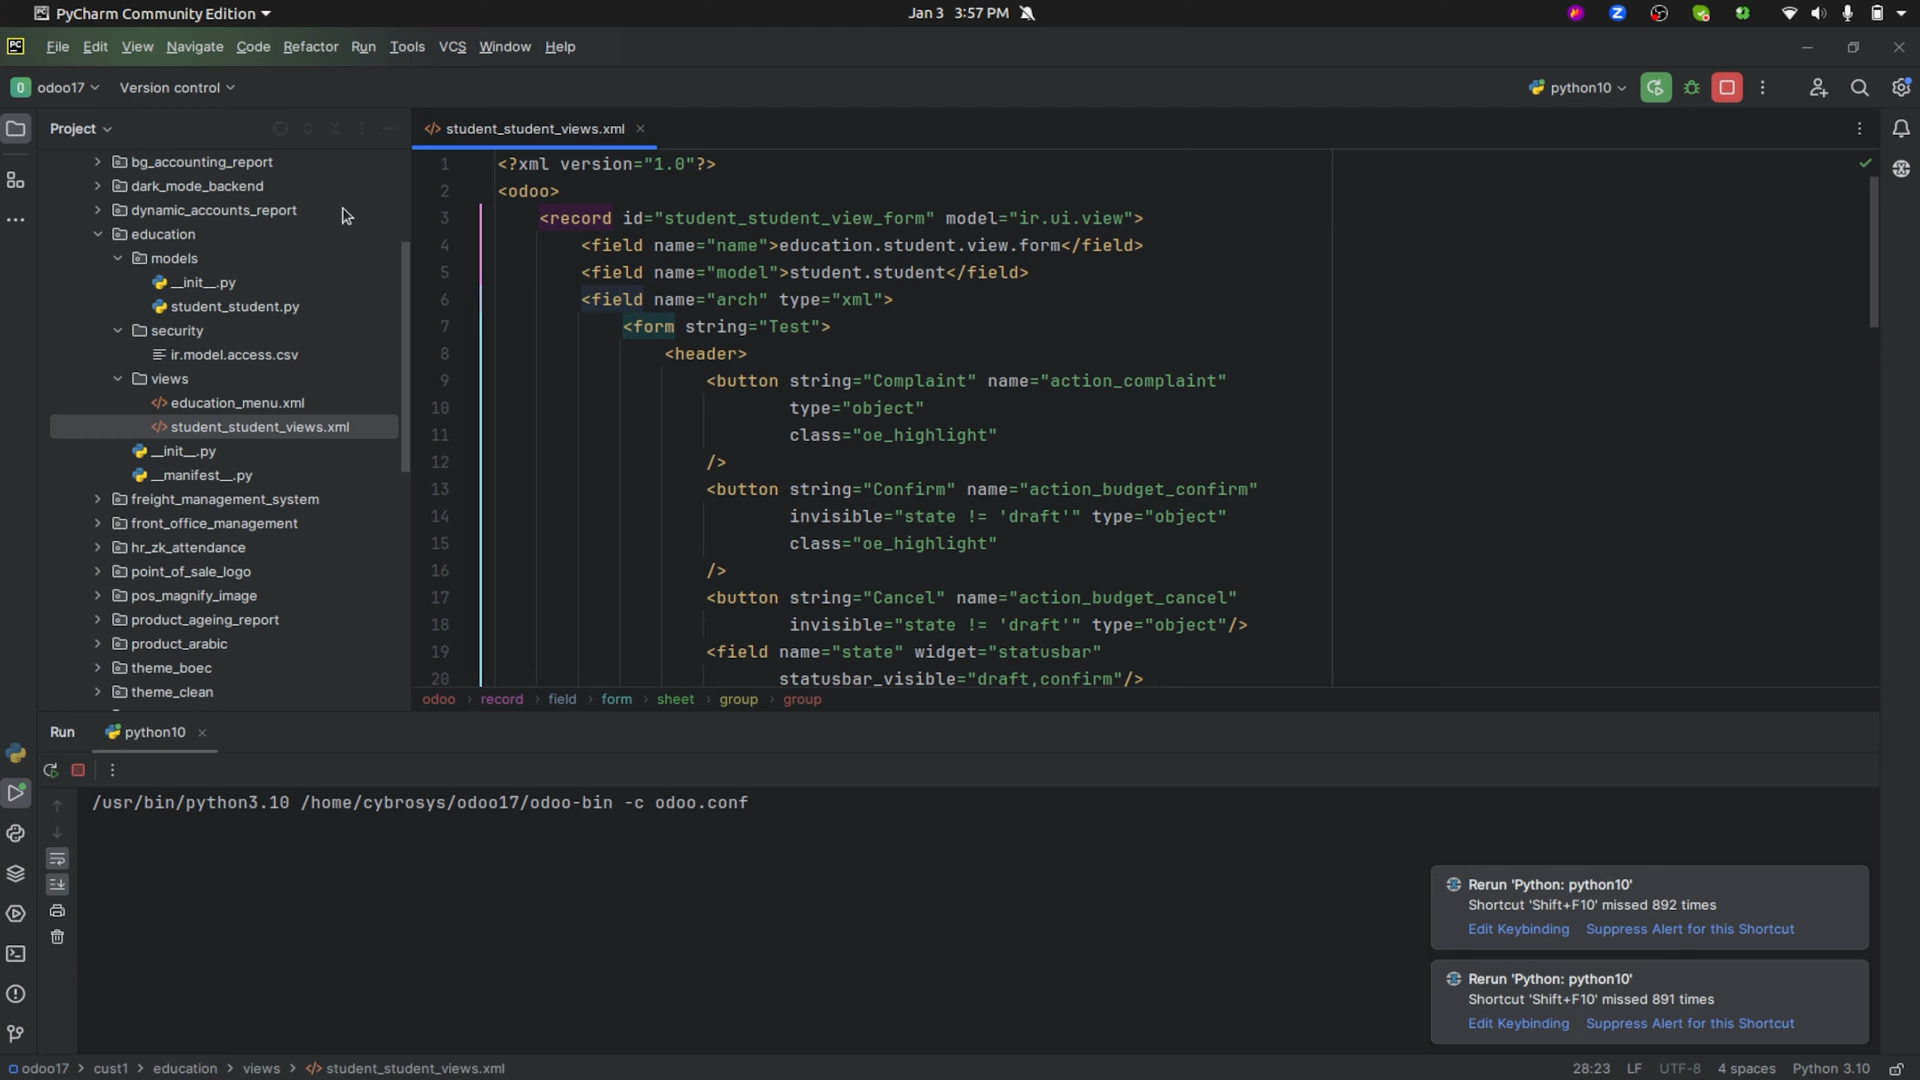 PyCharm Community Edition
Jan 3 3:57 PM
File Edit View Navigate Code Refactor Run Tools VCS Window Help
odoo17 Version control python10
Project
student_student_views.xml
bg_accounting_report
dark_mode_backend
dynamic_accounts_report
education
models
__init__.py
student_student.py
security
ir.model.access.csv
views
education_menu.xml
student_student_views.xml
__init__.py
__manifest__.py
freight_management_system
front_office_management
hr_zk_attendance
point_of_sale_logo
pos_magnify_image
product_ageing_report
product_arabic
theme_boec
theme_clean
1 <?xml version="1.0"?>
2 <odoo>
3 <record id="student_student_view_form" model="ir.ui.view">
4 <field name="name">education.student.view.form</field>
5 <field name="model">student.student</field>
6 <field name="arch" type="xml">
7 <form string="Test">
8 <header>
9 <button string="Complaint" name="action_complaint"
10 type="object"
11 class="oe_highlight"
12 />
13 <button string="Confirm" name="action_budget_confirm"
14 invisible="state != 'draft'" type="object"
15 class="oe_highlight"
16 />
17 <button string="Cancel" name="action_budget_cancel"
18 invisible="state != 'draft'" type="object"/>
19 <field name="state" widget="statusbar"
20 statusbar_visible="draft,confirm"/>
odoo > record > field > form > sheet > group > group
Run python10
/usr/bin/python3.10 /home/cybrosys/odoo17/odoo-bin -c odoo.conf
Rerun 'Python: python10'
Shortcut 'Shift+F10' missed 892 times
Edit Keybinding Suppress Alert for this Shortcut
Rerun 'Python: python10'
Shortcut 'Shift+F10' missed 891 times
Edit Keybinding Suppress Alert for this Shortcut
odoo17 > cust1 > education > views > student_student_views.xml
28:23 LF UTF-8 4 spaces Python 3.10